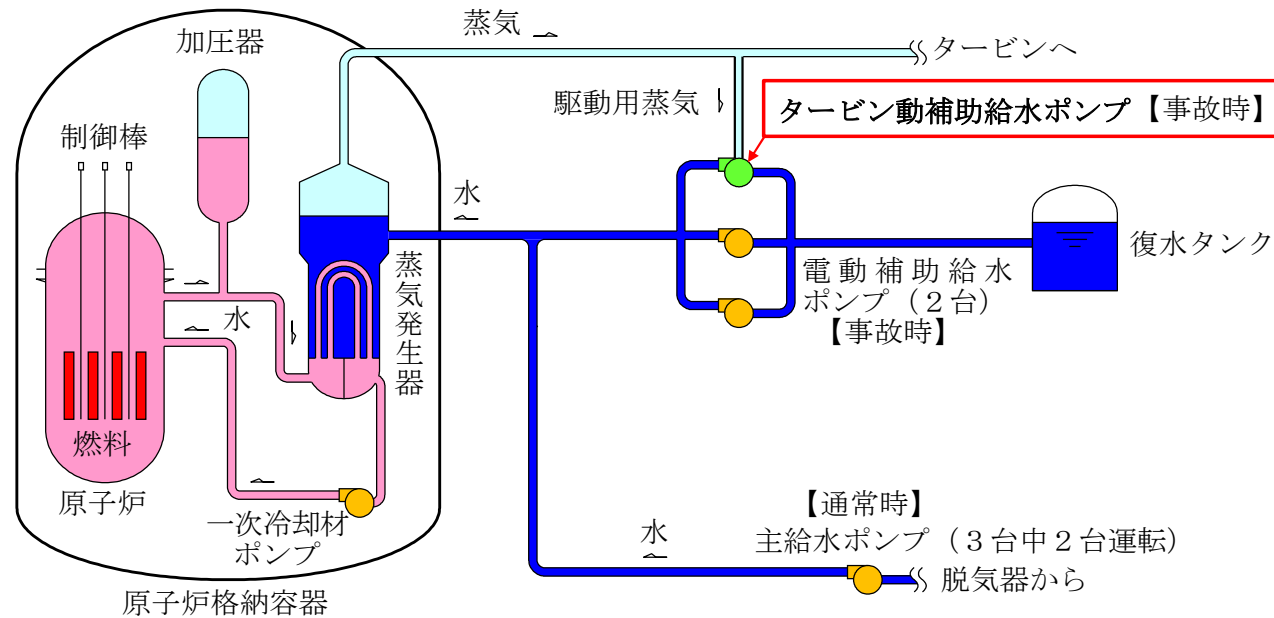 蒸気
タービンへ
加圧器
駆動用蒸気
タービン動補助給水ポンプ【事故時】
制御棒
水
復水タンク
蒸気発生器
電動補助給水
ポンプ（２台）
【事故時】
水
燃料
原子炉
一次冷却材
ポンプ
【通常時】
水
主給水ポンプ（３台中２台運転）
脱気器から
原子炉格納容器